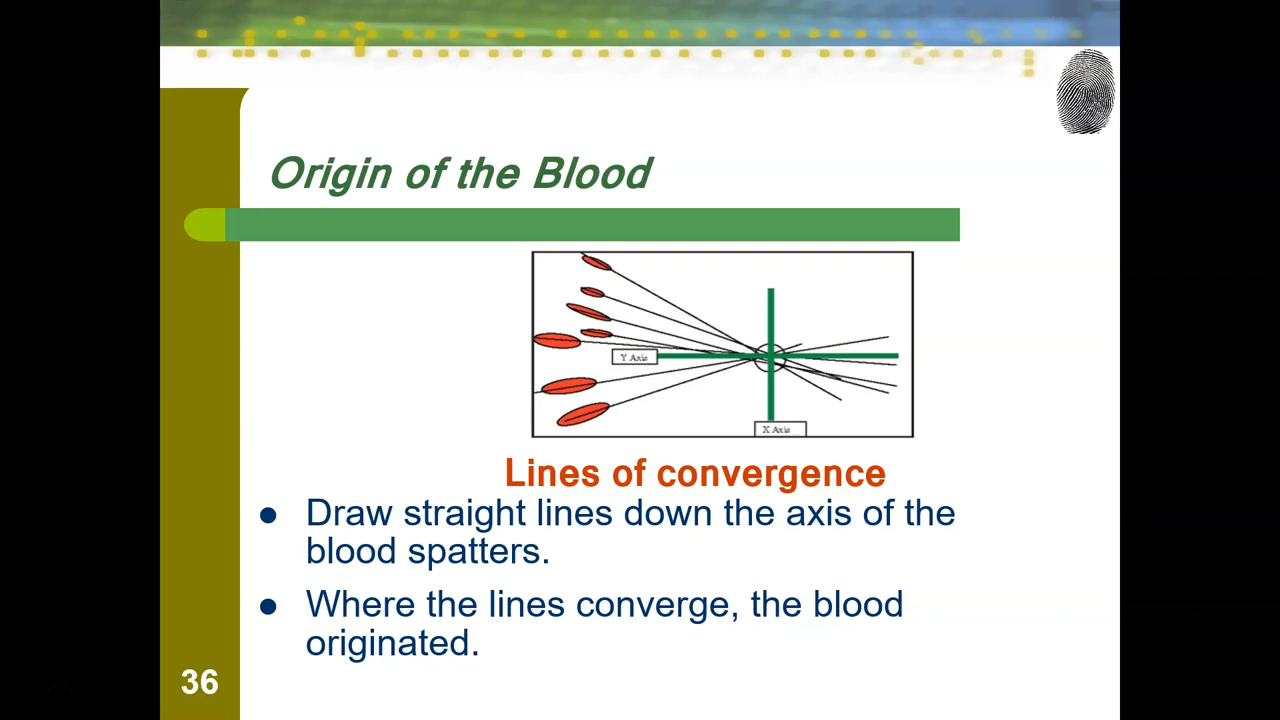 Origin of the Blood
Y Axis
X Axis
Lines of convergence
Draw straight lines down the axis of the
blood spatters.
Where the lines converge, the blood
originated.
36